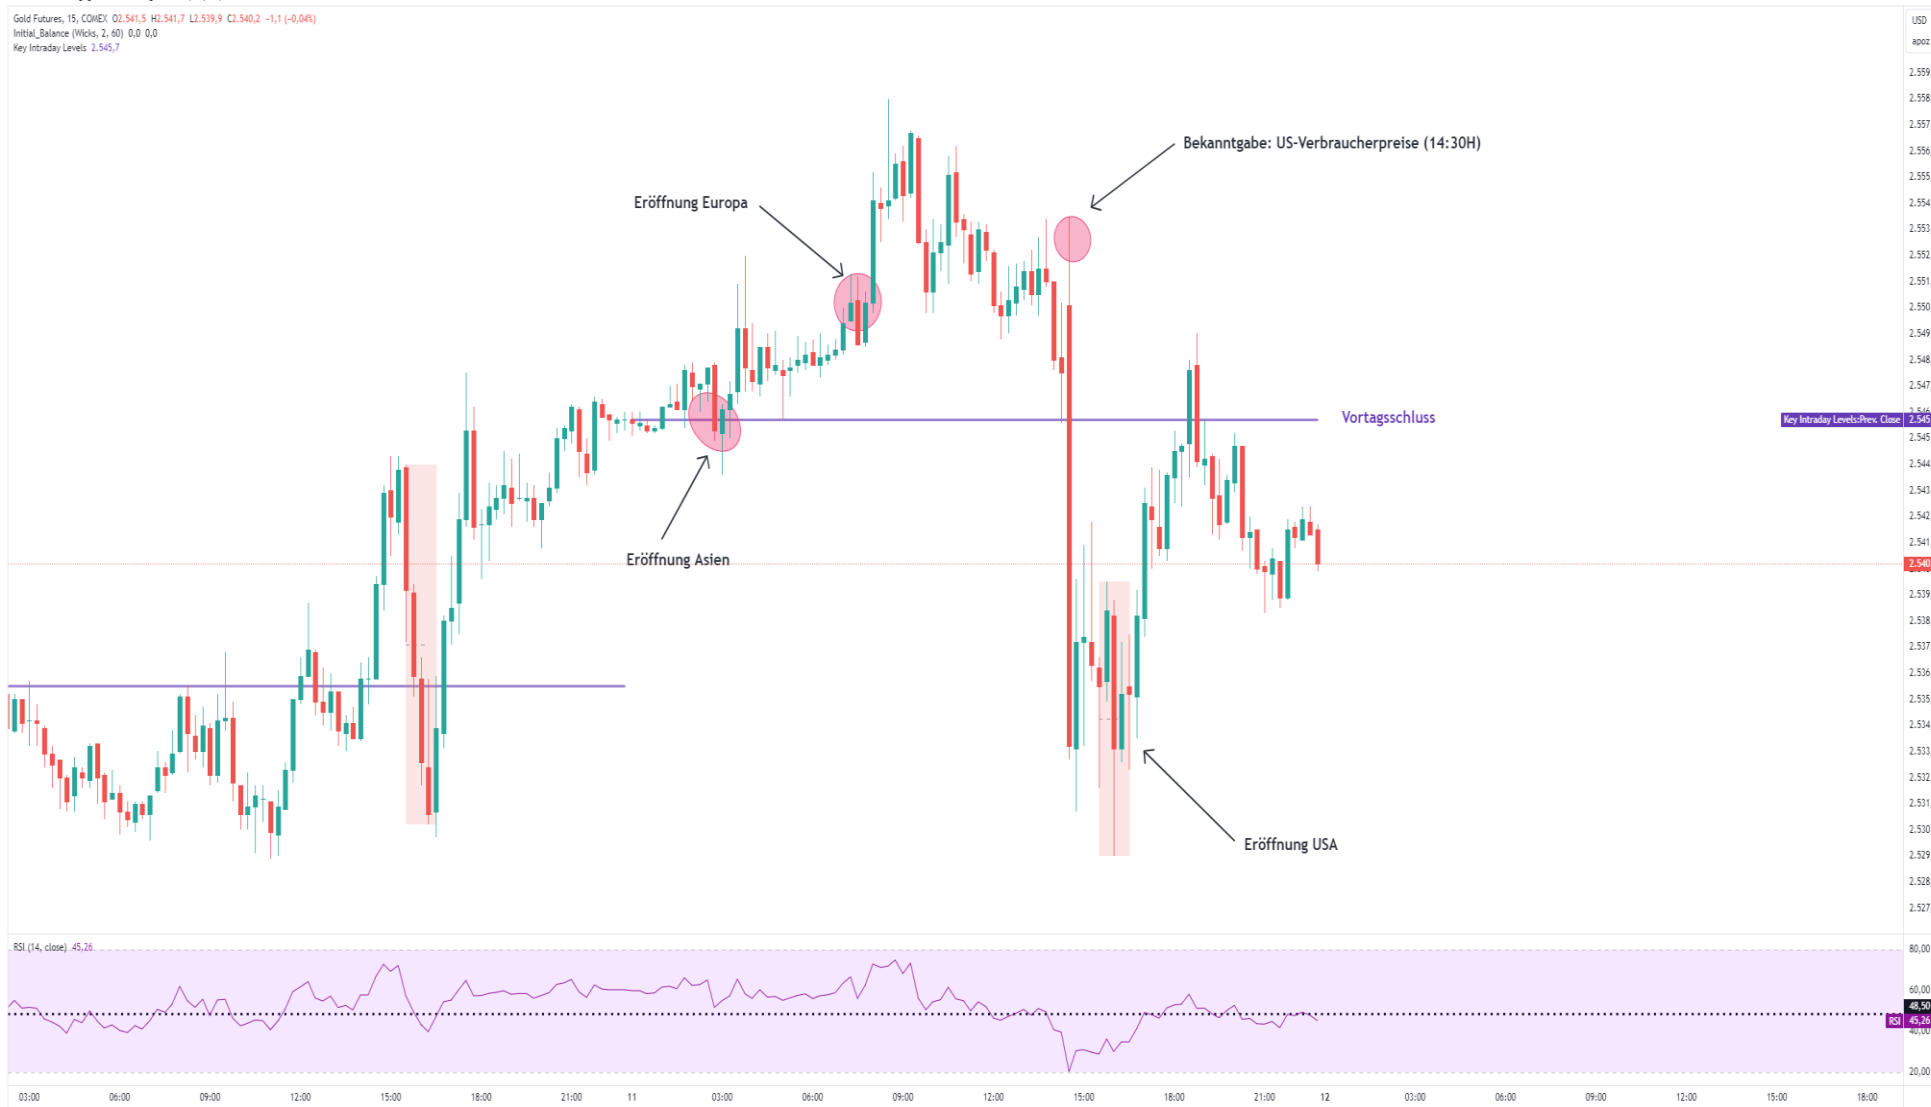 Gold Futures, 15, COMEX O2.541,5 H2.541,7 L2.539,9 C2.540,2 −1,1 (−0,04%)
Initial_Balance (Wicks, 2, 60) 0,0 0,0
Key Intraday Levels 2.545,7
USD
apoz
2.559,
2.558,
2.557,
Bekanntgabe: US-Verbraucherpreise (14:30H)
2.556,
2.555,
Eröffnung Europa
2.554,
2.553,
2.552,
2.551,
2.550,
2.549,
2.548,
2.547,
2.546,
Vortagsschluss
Key Intraday Levels:Prev. Close 2.545
2.545,
2.544,
2.543,
2.542,
2.541,
Eröffnung Asien
2.540
2.539,
2.538,
2.537,
2.536,
2.535,
2.534,
2.533,
2.532,
2.531,
2.530,
Eröffnung USA
2.529,
2.528,
2.527,
RSI (14, close) 45,26
80,00
60,00
48,50
RSI 45,26
40,00
20,00
03:00 06:00 09:00 12:00 15:00 18:00 21:00 11 03:00 06:00 09:00 12:00 15:00 18:00 21:00 12 03:00 06:00 09:00 12:00 15:00 18:00